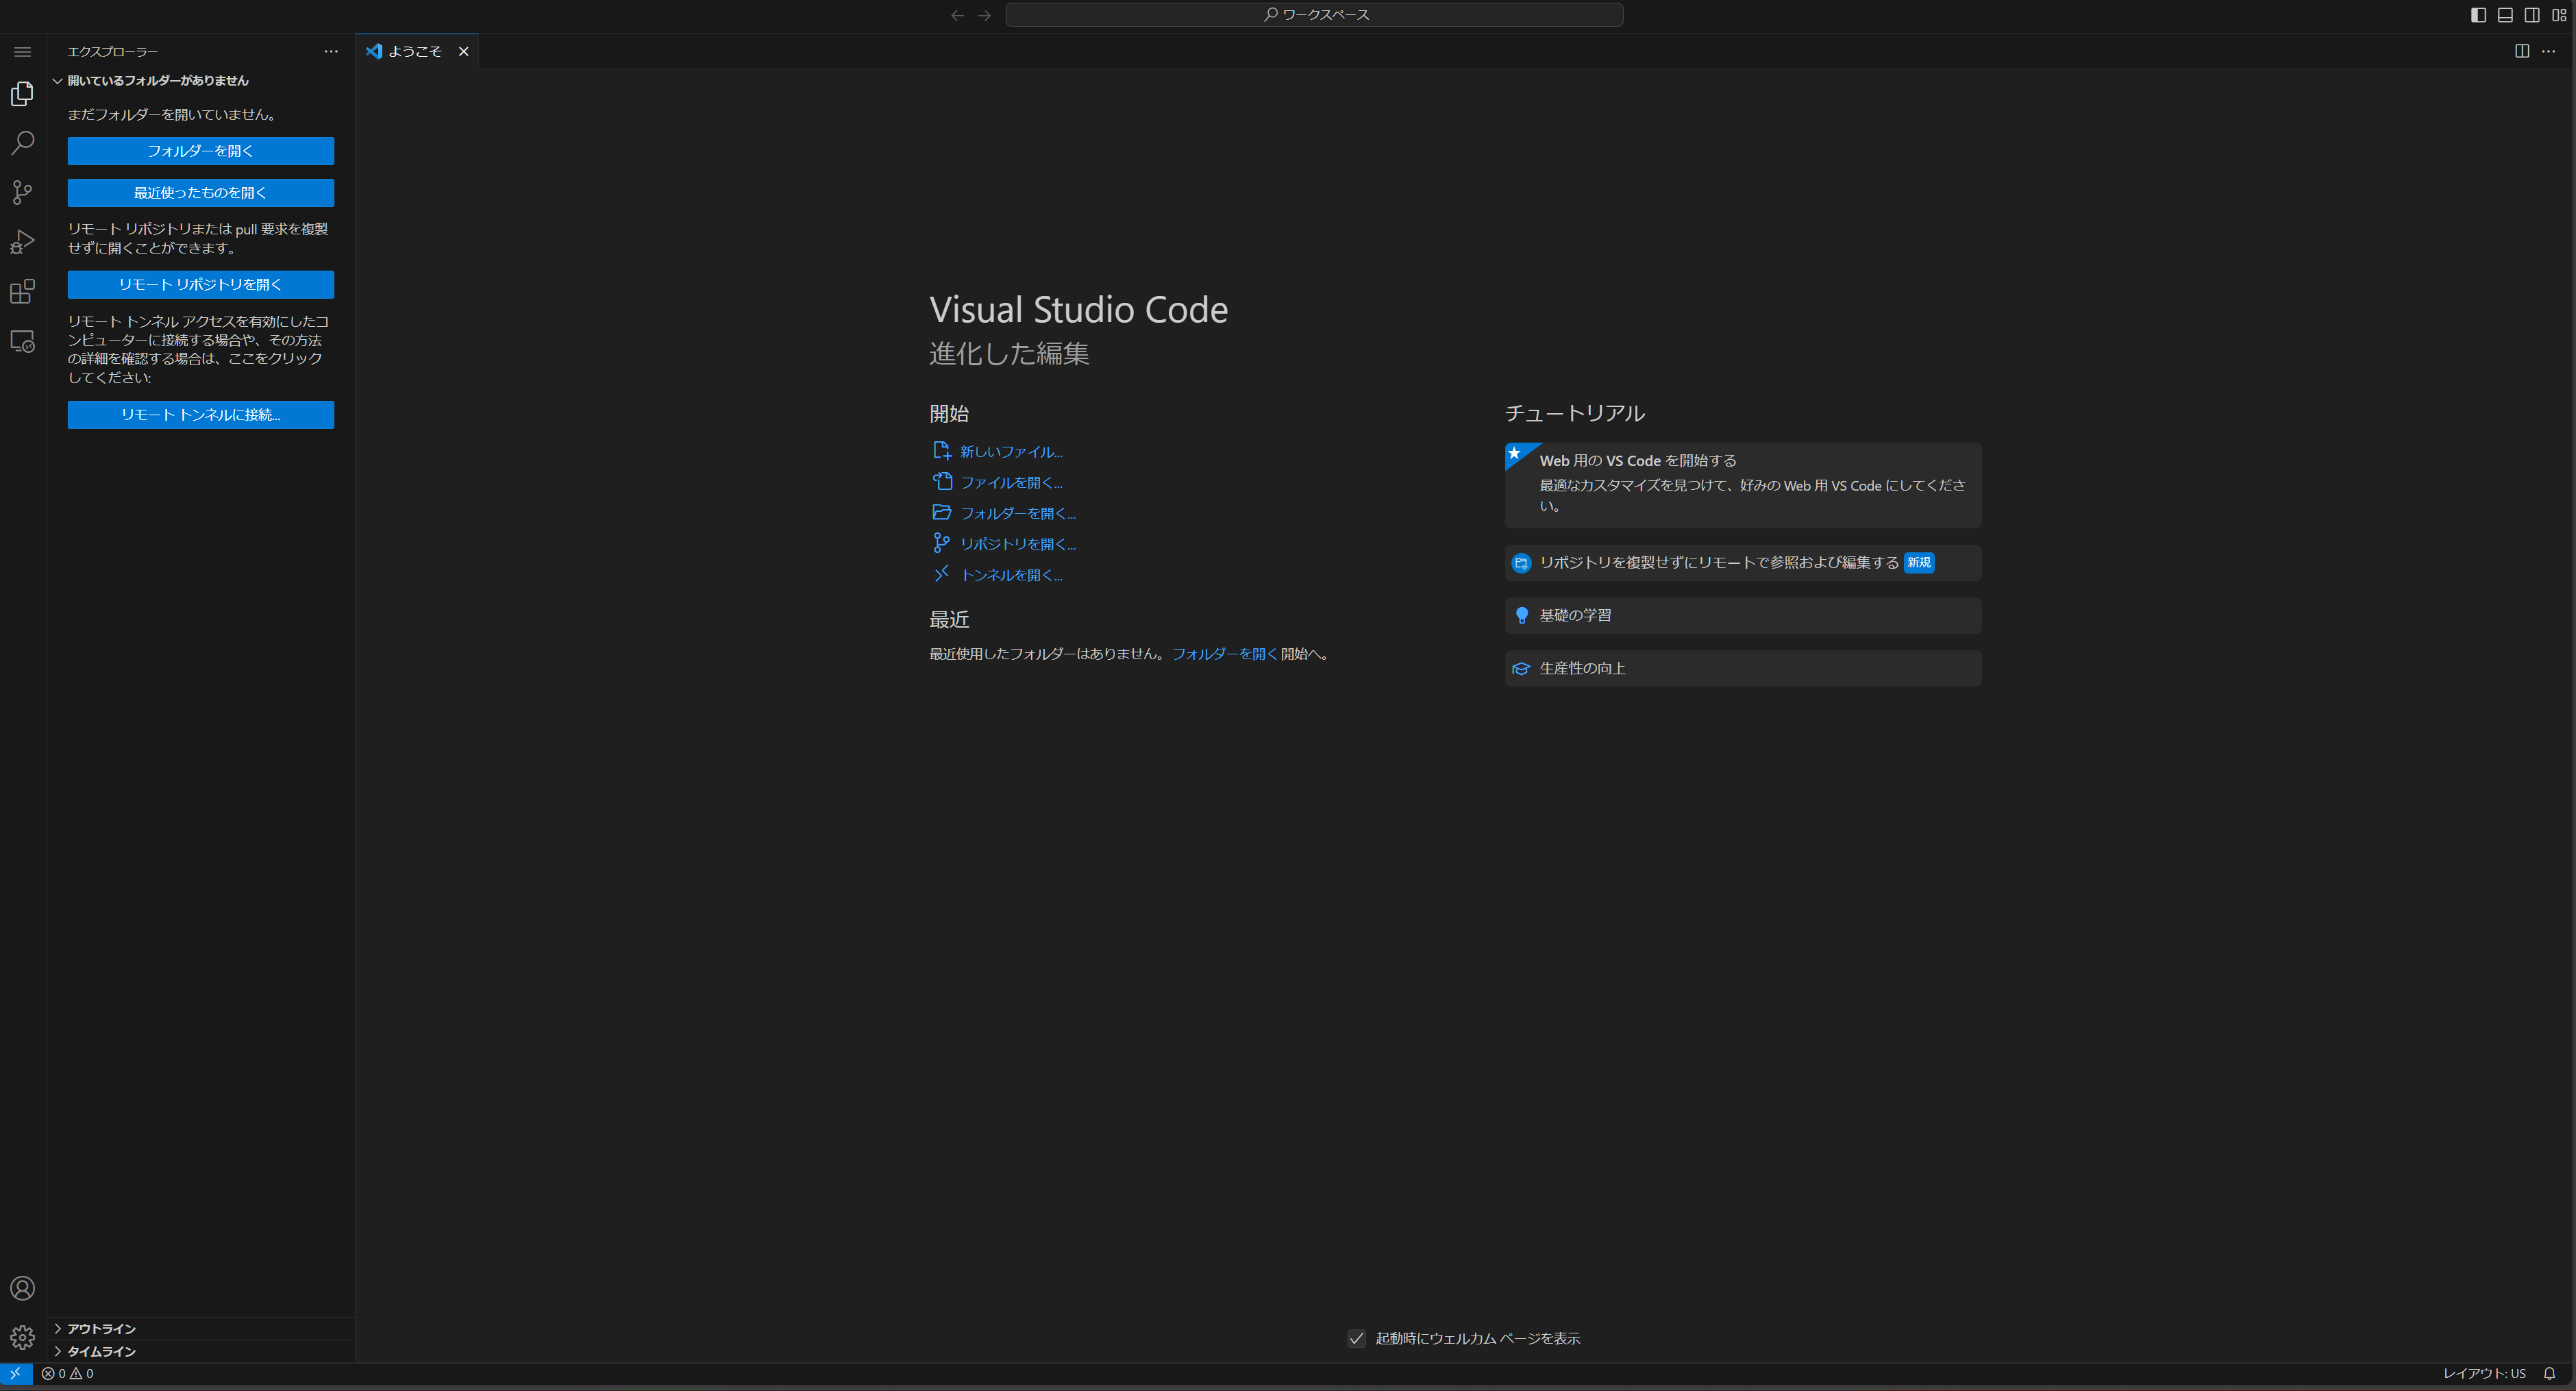 ワークスペース
エクスプローラー
ようこそ
開いているフォルダーがありません
まだフォルダーを開いていません。
フォルダーを開く
最近使ったものを開く
リモート リポジトリまたは pull 要求を複製
せずに開くことができます。
リモート リポジトリを開く
リモート トンネル アクセスを有効にしたコ
ンピューターに接続する場合や、その方法
の詳細を確認する場合は、ここをクリック
してください:
リモート トンネルに接続...
Visual Studio Code
進化した編集
開始
新しいファイル...
ファイルを開く...
フォルダーを開く...
リポジトリを開く...
トンネルを開く...
最近
最近使用したフォルダーはありません。 フォルダーを開く 開始へ。
チュートリアル
Web 用の VS Code を開始する
最適なカスタマイズを見つけて、好みの Web 用 VS Code にしてくださ
い。
リポジトリを複製せずにリモートで参照および編集する 新規
基礎の学習
生産性の向上
起動時にウェルカム ページを表示
アウトライン
タイムライン
0 0
レイアウト: US